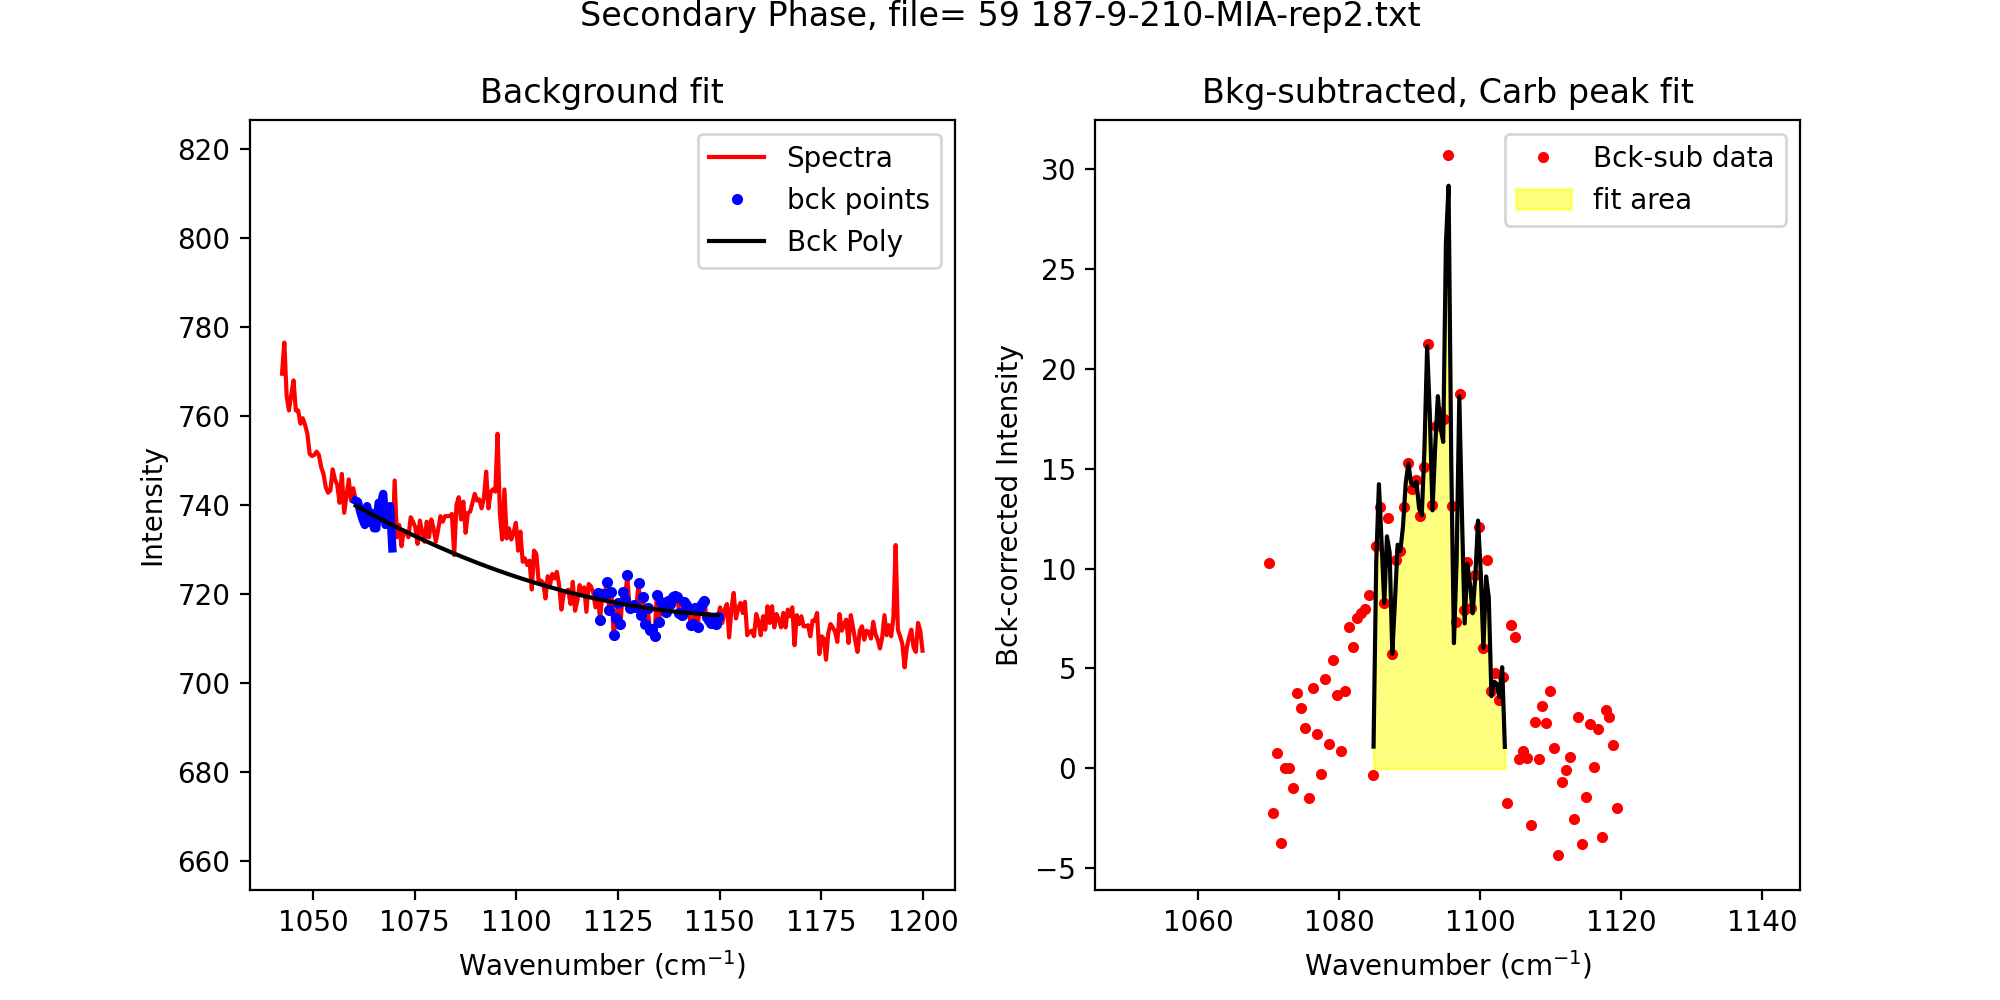 Secondary Phase, file= 59 187-9-210-MIA-rep2.txt
Background fit
820
800
780
760
740
720
700
680
660
Intensity
Spectra
bck points
Bck Poly
1050 1075 1100 1125 1150 1175 1200
Wavenumber (cm⁻¹)
Bkg-subtracted, Carb peak fit
30
25
20
15
10
5
0
−5
Bck-corrected Intensity
Bck-sub data
fit area
1060 1080 1100 1120 1140
Wavenumber (cm⁻¹)